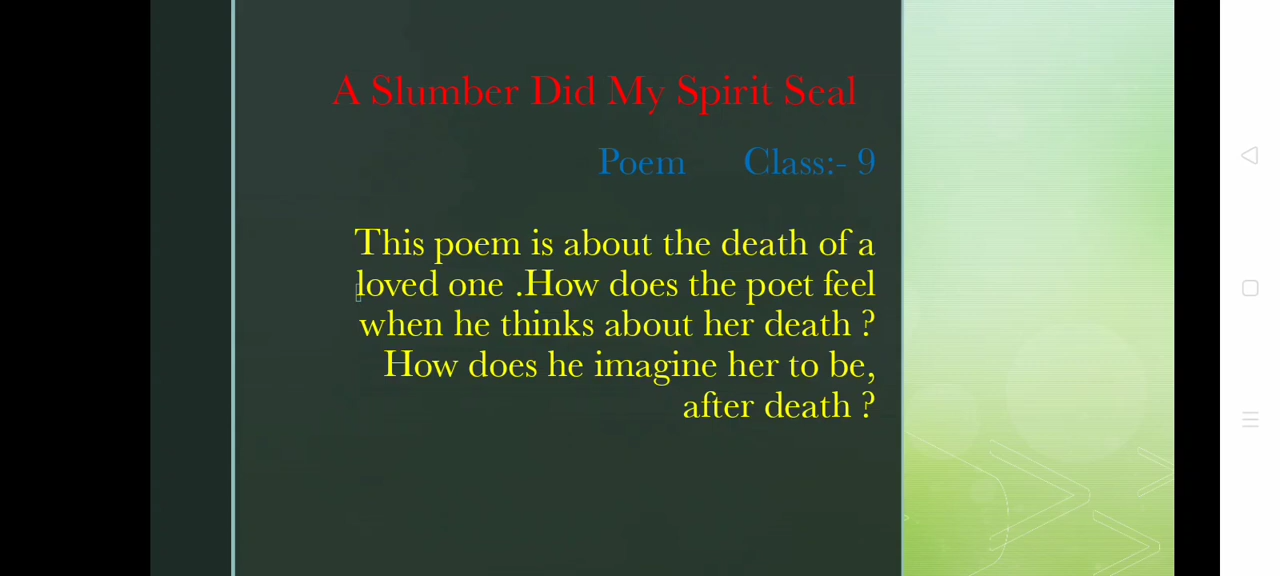 A Slumber Did My Spirit Seal
Poem Class:- 9
This poem is about the death of a
loved one .How does the poet feel
when he thinks about her death ?
How does he imagine her to be,
after death ?